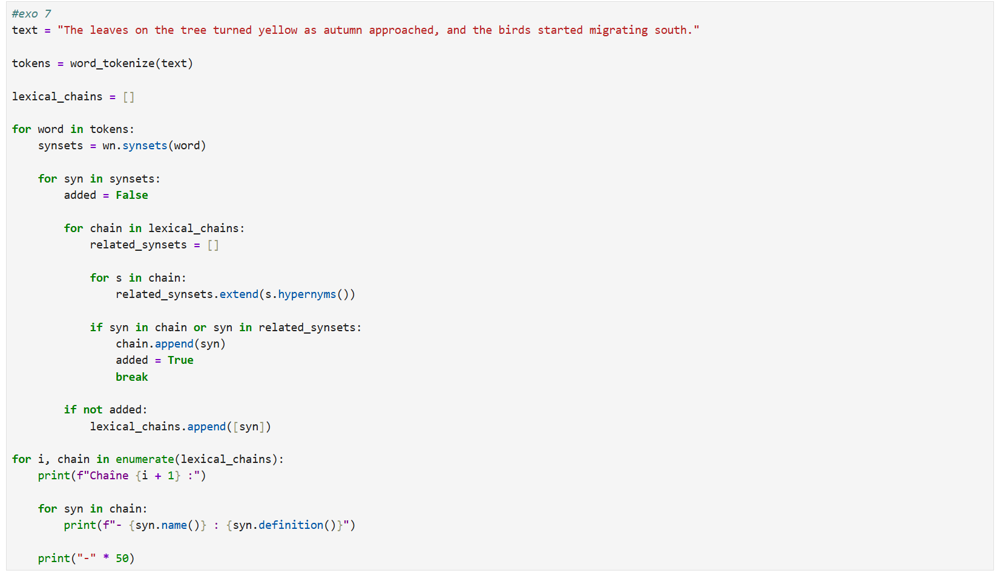 #exo 7
text = "The leaves on the tree turned yellow as autumn approached, and the birds started migrating south."
tokens = word_tokenize(text)
lexical_chains = []
for word in tokens:
    synsets = wn.synsets(word)
    for syn in synsets:
        added = False
        for chain in lexical_chains:
            related_synsets = []
            for s in chain:
                related_synsets.extend(s.hypernyms())
            if syn in chain or syn in related_synsets:
                chain.append(syn)
                added = True
                break
        if not added:
            lexical_chains.append([syn])
for i, chain in enumerate(lexical_chains):
    print(f"Chaîne {i + 1} :")
    for syn in chain:
        print(f"- {syn.name()} : {syn.definition()}")
    print("-" * 50)